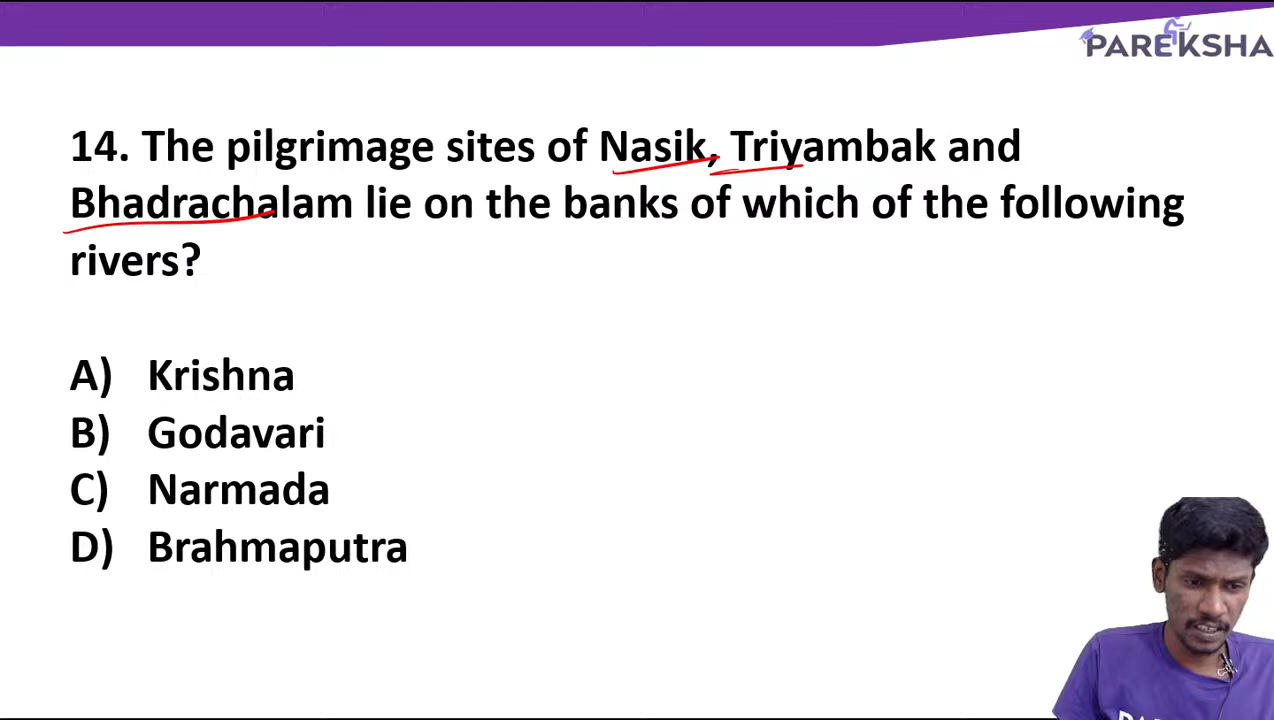 PAREKSHA
14. The pilgrimage sites of Nasik, Triyambak and
Bhadrachalam lie on the banks of which of the following
rivers?
A) Krishna
B) Godavari
C) Narmada
D) Brahmaputra